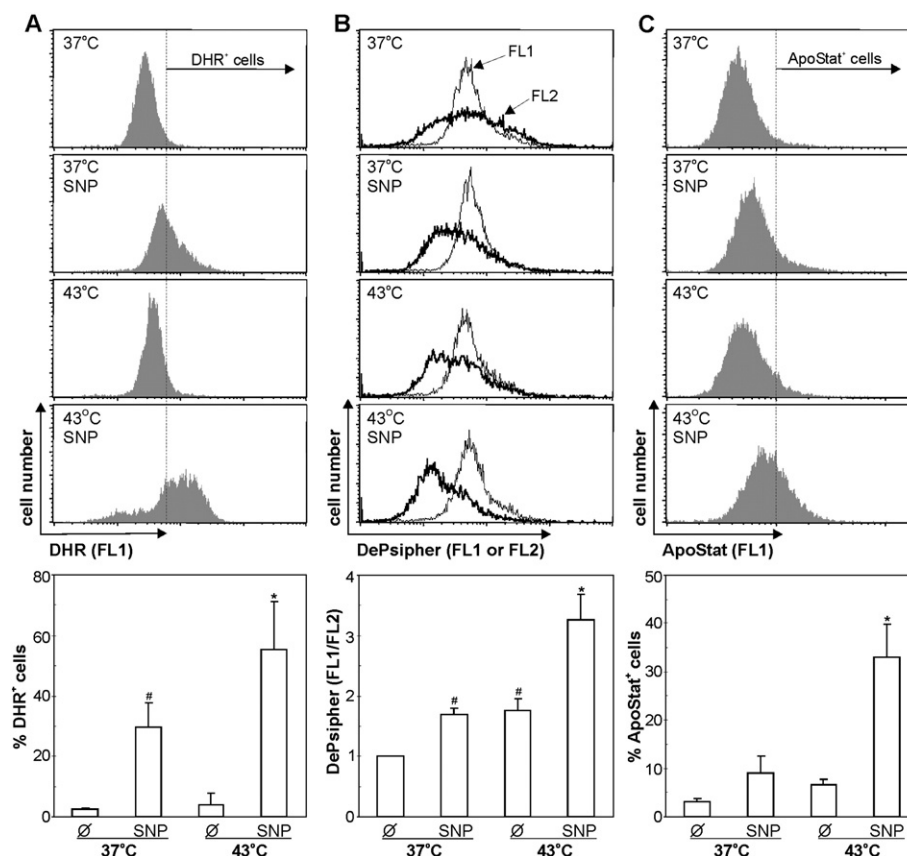 A B C
37°C
DHR⁺ cells
37°C
FL1
FL2
37°C
ApoStat⁺ cells
37°C
SNP
37°C
SNP
37°C
SNP
43°C
43°C
43°C
43°C
SNP
43°C
SNP
43°C
SNP
cell number
cell number
cell number
DHR (FL1)
DePsipher (FL1 or FL2)
ApoStat (FL1)
% DHR⁺ cells
80
60
40
20
0
#
*
Ø SNP Ø SNP
37°C 43°C
DePsipher (FL1/FL2)
4
3
2
1
0
#
#
*
Ø SNP Ø SNP
37°C 43°C
% ApoStat⁺ cells
50
40
30
20
10
0
*
Ø SNP Ø SNP
37°C 43°C